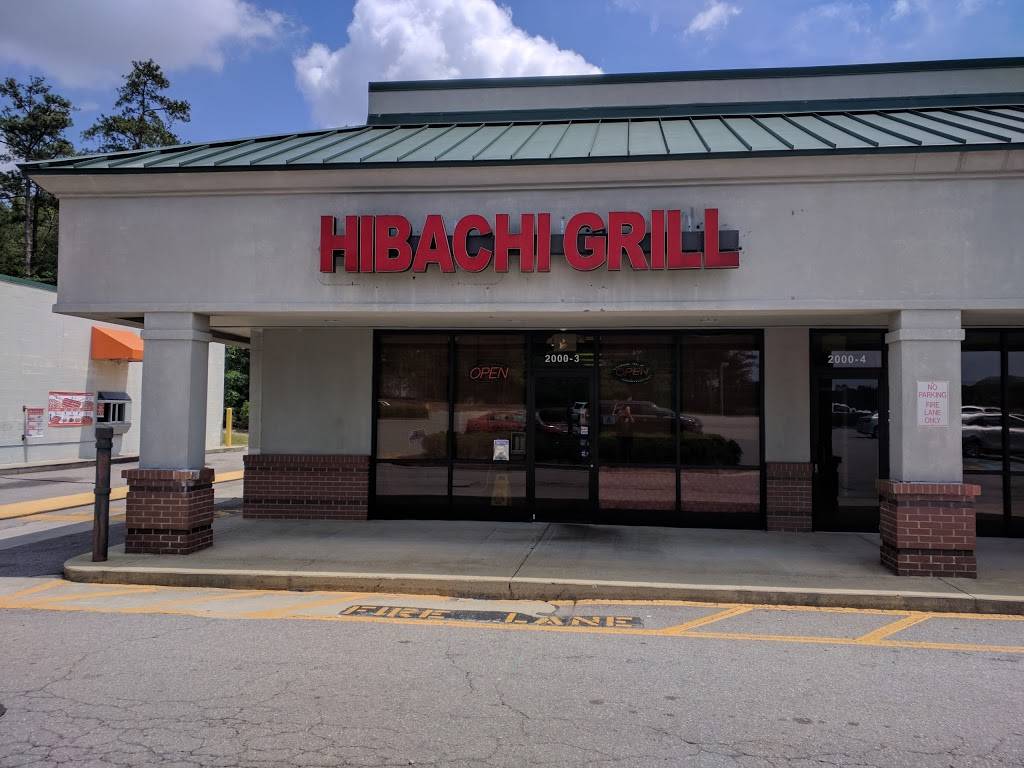 HIBACHI GRILL
2000-3
2000-4
OPEN
OPEN
NO
PARKING
FIRE
LANE
ONLY
FIRE LANE